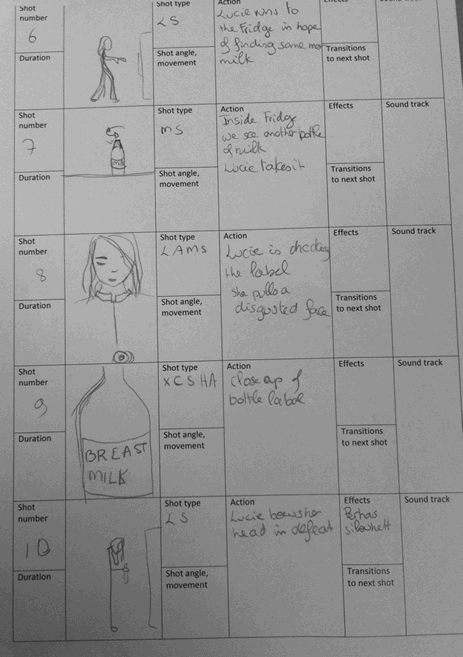 Shot number
Shot type
Action
Effects
Sound track
6
LS
Lucie runs to
the Fridge in hope
of finding some mo
milk
Duration
Shot angle, movement
Transitions to next shot
Shot number
Shot type
Action
Effects
Sound track
7
MS
Inside Fridge
we see another bottle
of milk
Lucie takes it
Duration
Shot angle, movement
Transitions to next shot
Shot number
Shot type
Action
Effects
Sound track
8
LAMS
Lucie is checking
the label
she pulls a
disgusted face
Duration
Shot angle, movement
Transitions to next shot
Shot number
Shot type
Action
Effects
Sound track
9
XCSHA
close up of
bottle label
BREAST
MILK
Duration
Shot angle, movement
Transitions to next shot
Shot number
Shot type
Action
Effects
Sound track
10
LS
Lucie bows her
head in defeat
Perhas
Duration
Shot angle, movement
Transitions to next shot